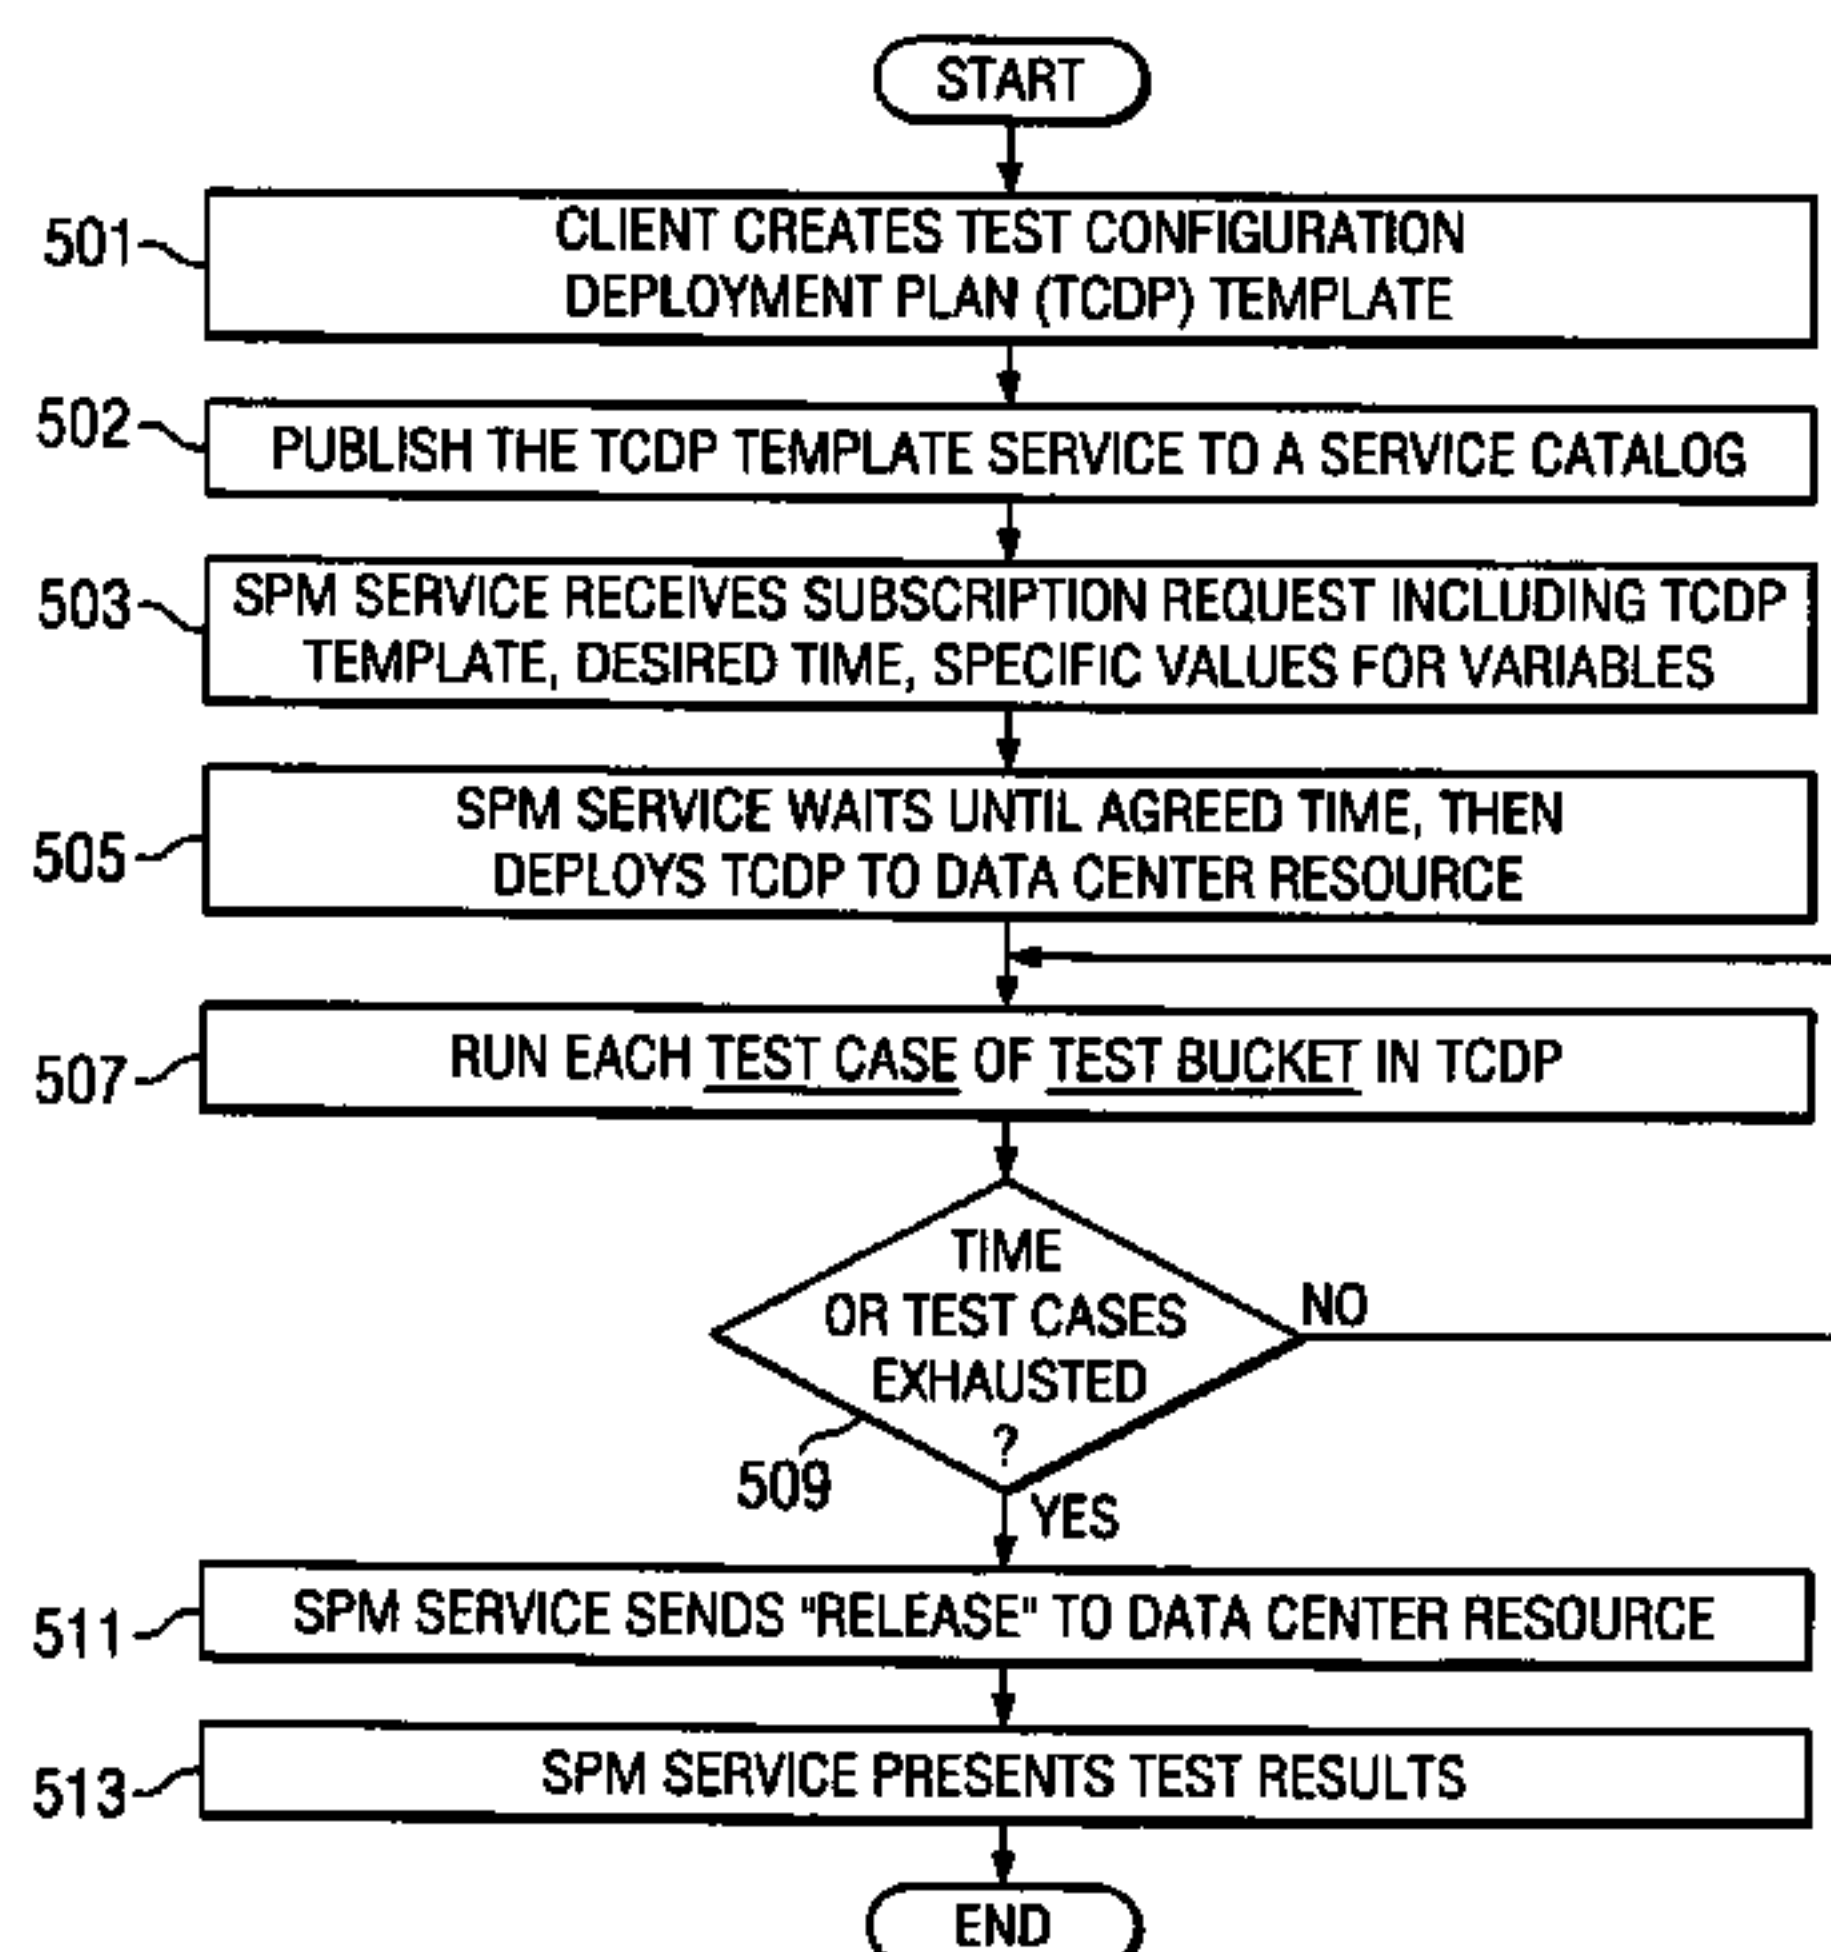 START
501
CLIENT CREATES TEST CONFIGURATION
DEPLOYMENT PLAN (TCDP) TEMPLATE
502
PUBLISH THE TCDP TEMPLATE SERVICE TO A SERVICE CATALOG
503
SPM SERVICE RECEIVES SUBSCRIPTION REQUEST INCLUDING TCDP
TEMPLATE, DESIRED TIME, SPECIFIC VALUES FOR VARIABLES
505
SPM SERVICE WAITS UNTIL AGREED TIME, THEN
DEPLOYS TCDP TO DATA CENTER RESOURCE
507
RUN EACH TEST CASE OF TEST BUCKET IN TCDP
TIME
OR TEST CASES
EXHAUSTED
?
NO
509
YES
511
SPM SERVICE SENDS "RELEASE" TO DATA CENTER RESOURCE
513
SPM SERVICE PRESENTS TEST RESULTS
END